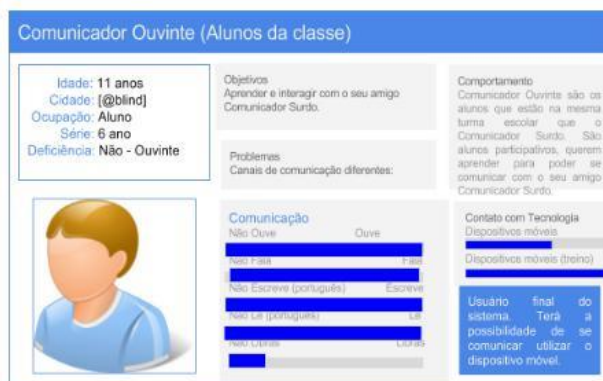 Comunicador Ouvinte (Alunos da classe)
Idade: 11 anos
Cidade: [@blind]
Ocupação: Aluno
Série: 6 ano
Deficiência: Não - Ouvinte
Objetivos
Aprender e interagir com o seu amigo
Comunicador Surdo.
Problemas
Canais de comunicação diferentes:
Comportamento
Comunicador Ouvinte são os
alunos que estão na mesma
turma escolar que o
Comunicador Surdo. São
alunos participativos, querem
aprender para poder se
comunicar com o seu amigo
Comunicador Surdo.
Comunicação
Não Ouve Ouve
Não Fala Fala
Não Escreve (português) Escreve
Não Lê (português) Lê
Não Libras Libras
Contato com Tecnologia
Dispositivos móveis
Dispositivos móveis (treino)
Usuário final do
sistema. Terá a
possibilidade de se
comunicar utilizar o
dispositivo móvel.